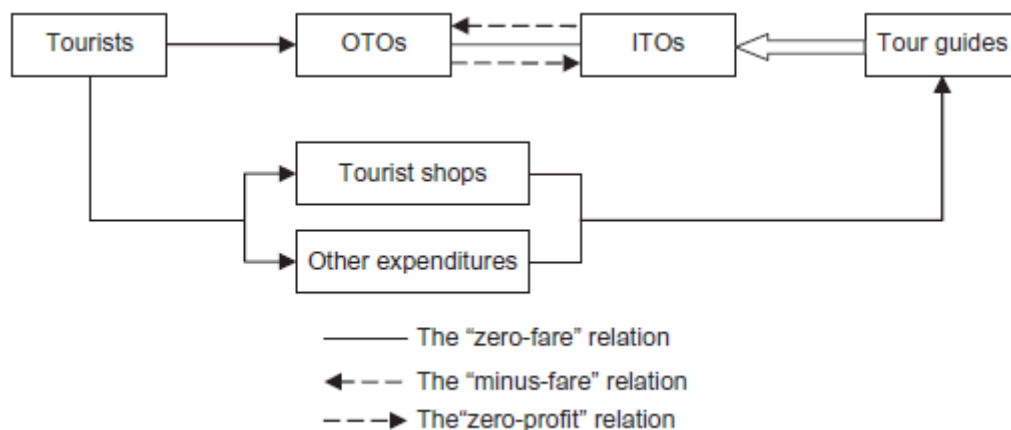 Tourists
OTOs
ITOs
Tour guides
Tourist shops
Other expenditures
The “zero-fare” relation
The “minus-fare” relation
The“zero-profit” relation